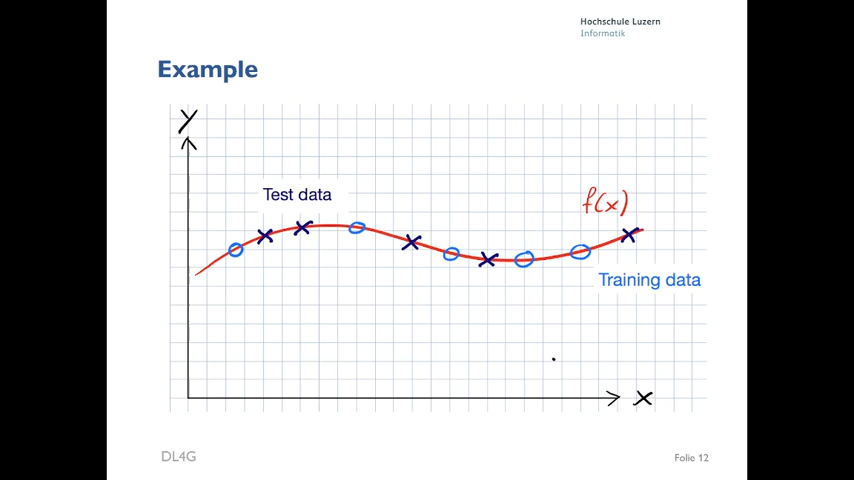 Hochschule Luzern
Informatik
Example
Y
Test data
f(x)
Training data
X
DL4G
Folie 12